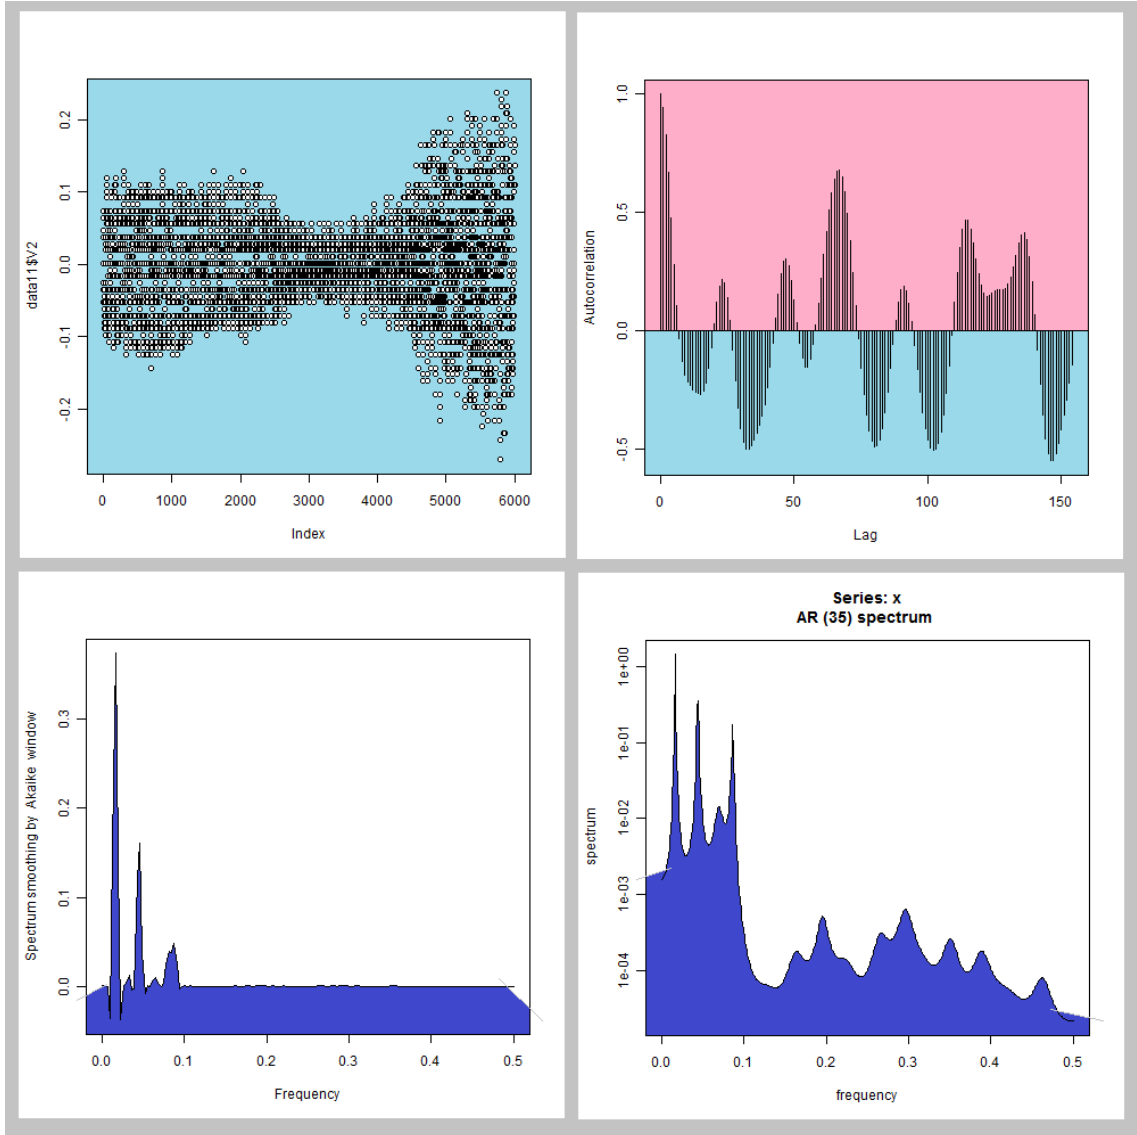 data11$V2
0.2
0.1
0.0
-0.1
-0.2
0 1000 2000 3000 4000 5000 6000
Index
Autocorrelation
1.0
0.5
0.0
-0.5
0 50 100 150
Lag
Spectrum smoothing by Akaike window
0.3
0.2
0.1
0.0
0.0 0.1 0.2 0.3 0.4 0.5
Frequency
Series: x
AR (35) spectrum
spectrum
1e+00
1e-01
1e-02
1e-03
1e-04
0.0 0.1 0.2 0.3 0.4 0.5
frequency